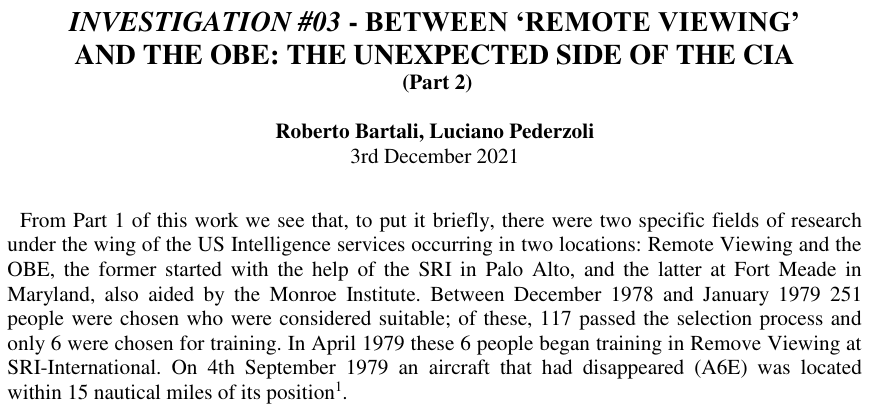 INVESTIGATION #03 - BETWEEN ‘REMOTE VIEWING’
AND THE OBE: THE UNEXPECTED SIDE OF THE CIA
(Part 2)
Roberto Bartali, Luciano Pederzoli
3rd December 2021
From Part 1 of this work we see that, to put it briefly, there were two specific fields of research
under the wing of the US Intelligence services occurring in two locations: Remote Viewing and the
OBE, the former started with the help of the SRI in Palo Alto, and the latter at Fort Meade in
Maryland, also aided by the Monroe Institute. Between December 1978 and January 1979 251
people were chosen who were considered suitable; of these, 117 passed the selection process and
only 6 were chosen for training. In April 1979 these 6 people began training in Remove Viewing at
SRI-International. On 4th September 1979 an aircraft that had disappeared (A6E) was located
within 15 nautical miles of its position1.